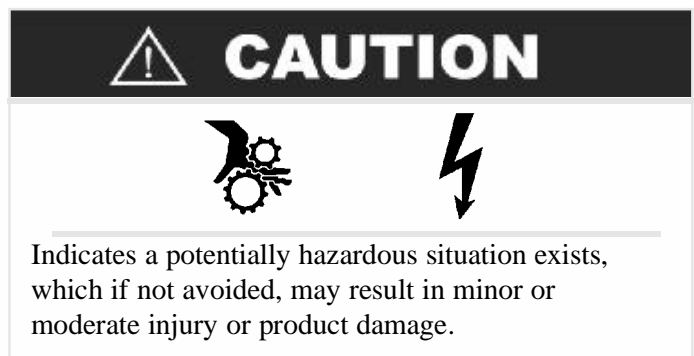 CAUTION
Indicates a potentially hazardous situation exists,
which if not avoided, may result in minor or
moderate injury or product damage.